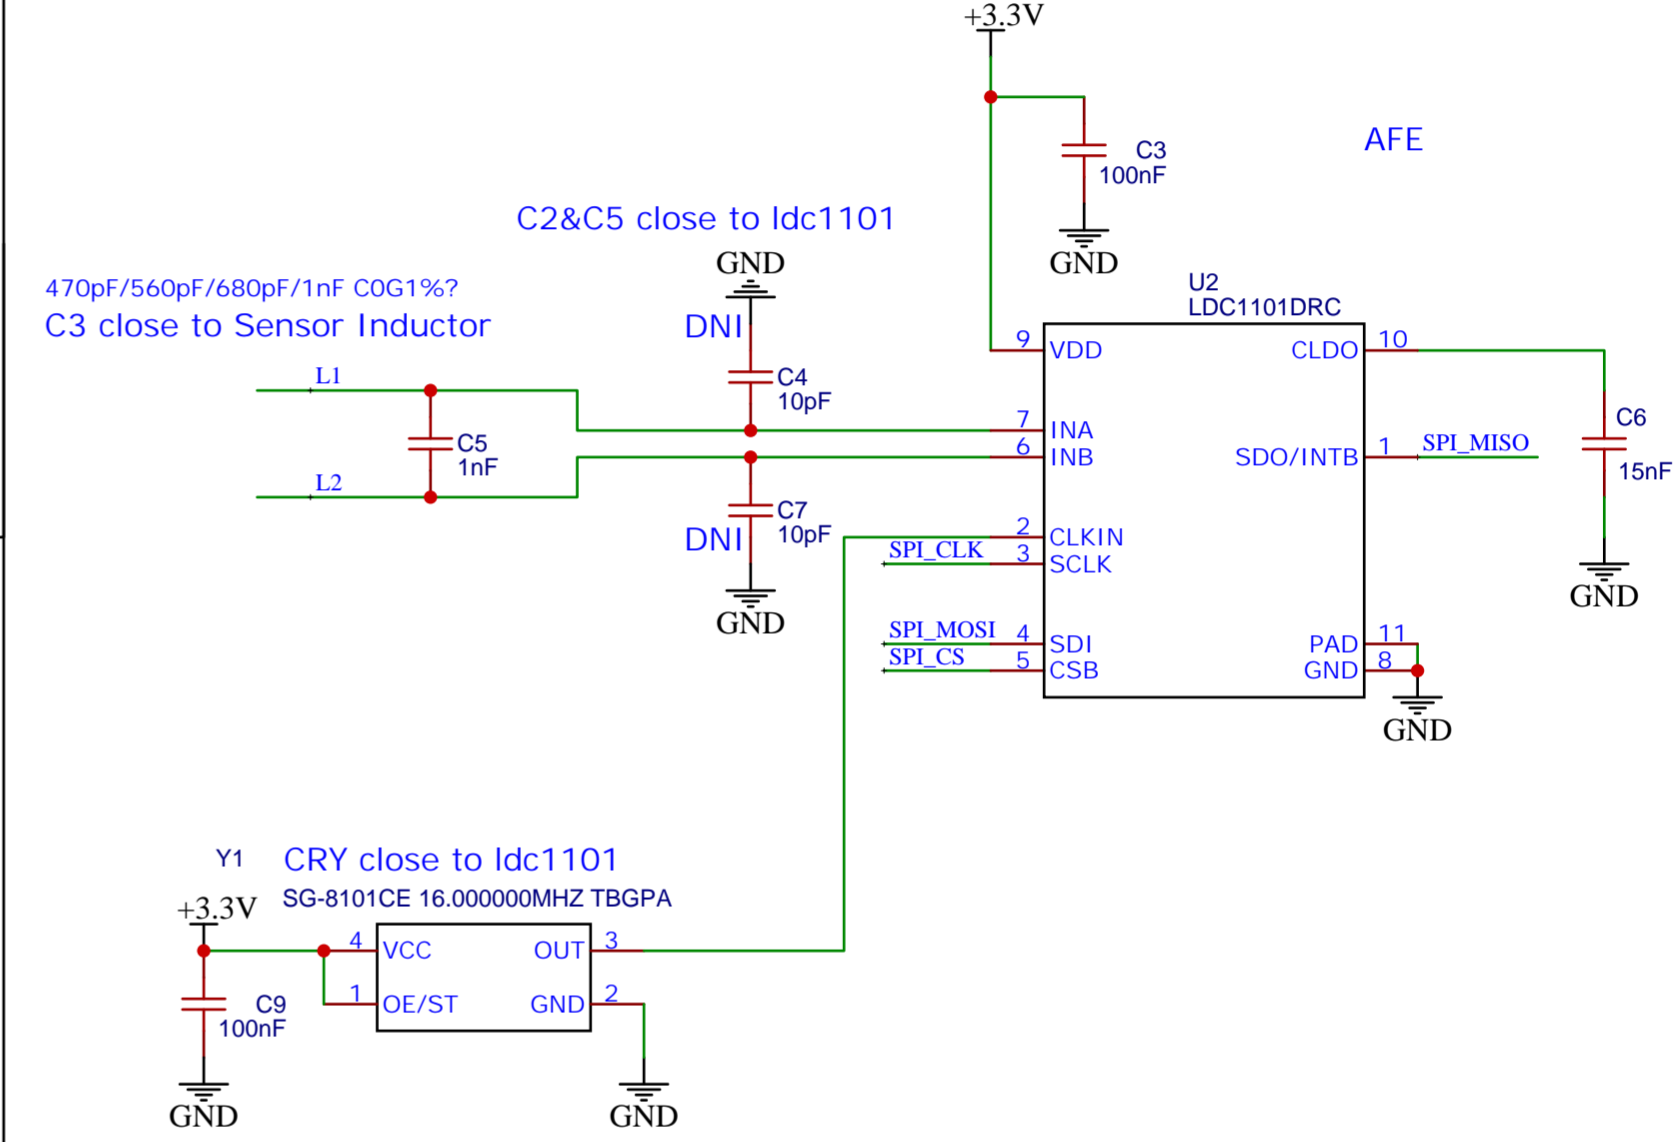 +3.3V
C3
100nF
GND
AFE
C2&C5 close to ldc1101
GND
DNI
C4
10pF
470pF/560pF/680pF/1nF C0G1%?
C3 close to Sensor Inductor
L1
C5
1nF
L2
C7
10pF
DNI
GND
U2
LDC1101DRC
9 VDD
7 INA
6 INB
2 CLKIN
SPI_CLK 3 SCLK
SPI_MOSI 4 SDI
SPI_CS 5 CSB
CLDO 10
SDO/INTB 1 SPI_MISO
PAD 11
GND 8
GND
C6
15nF
GND
Y1 CRY close to ldc1101
SG-8101CE 16.000000MHZ TBGPA
+3.3V
4 VCC
1 OE/ST
OUT 3
GND 2
C9
100nF
GND
GND